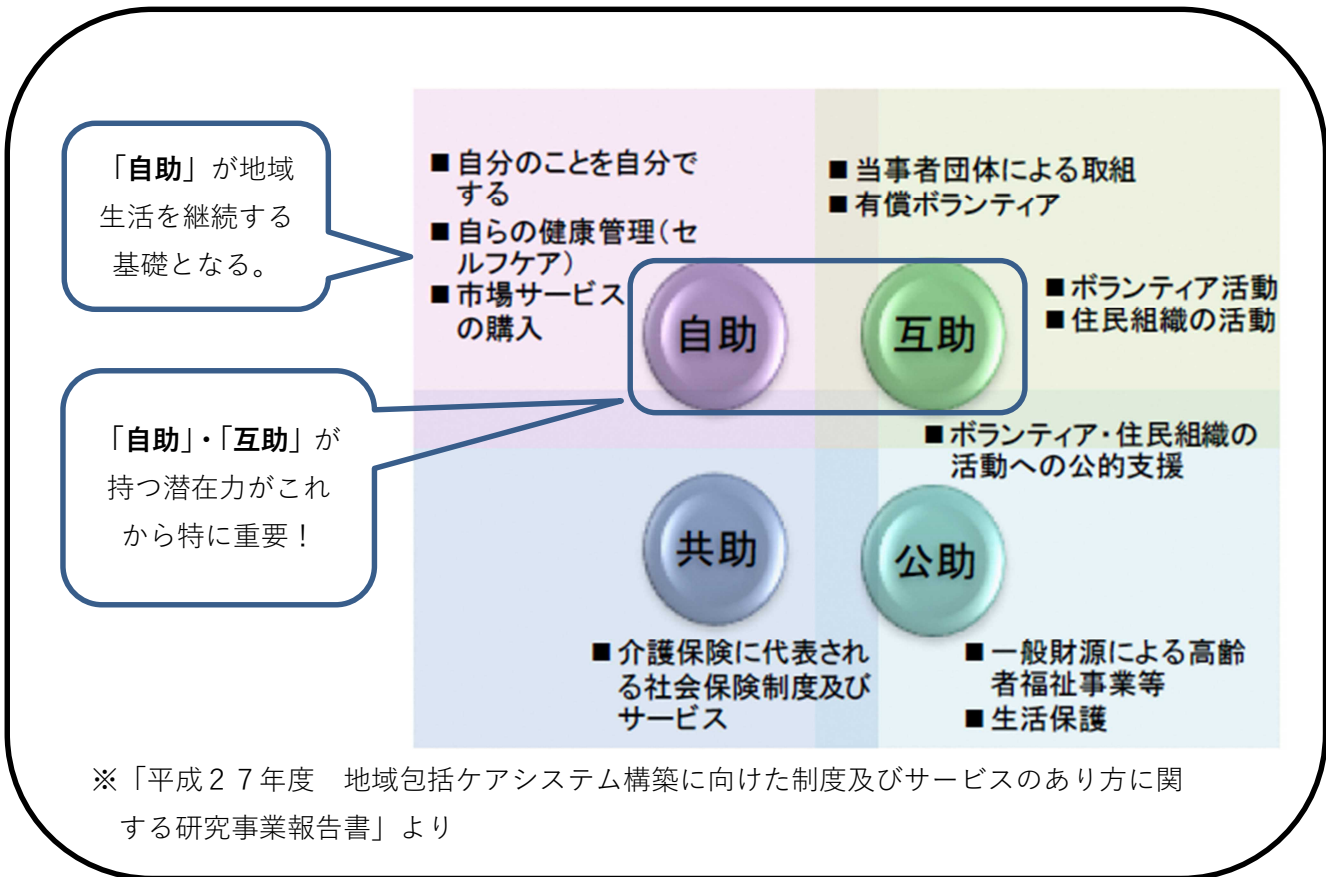 「自助」が地域
生活を継続する
基礎となる。
■自分のことを自分で
する
■自らの健康管理(セ
ルフケア)
■市場サービス
の購入
■当事者団体による取組
■有償ボランティア
自助
互助
■ボランティア活動
■住民組織の活動
「自助」・「互助」が
持つ潜在力がこれ
から特に重要!
■ボランティア・住民組織の
活動への公的支援
共助
公助
■介護保険に代表され
る社会保険制度及び
サービス
■一般財源による高齢
者福祉事業等
■生活保護
※「平成27年度 地域包括ケアシステム構築に向けた制度及びサービスのあり方に関
する研究事業報告書」より